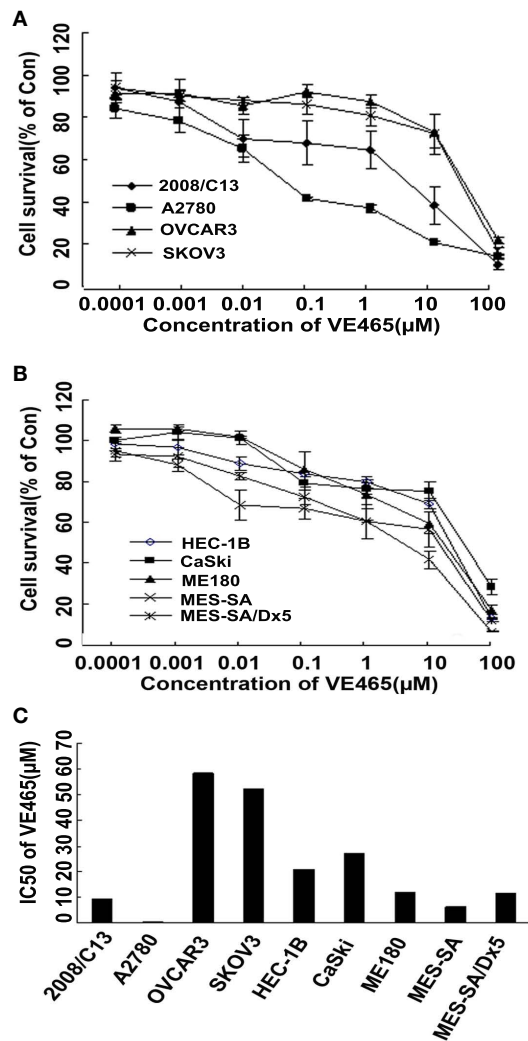 A
Cell survival(% of Con)
120
100
80
60
40
20
0
2008/C13
A2780
OVCAR3
SKOV3
0.0001 0.001 0.01 0.1 1 10 100
Concentration of VE465(μM)
B
Cell survival(% of Con)
120
100
80
60
40
20
0
HEC-1B
CaSki
ME180
MES-SA
MES-SA/Dx5
0.0001 0.001 0.01 0.1 1 10 100
Concentration of VE465(μM)
C
IC50 of VE465(μM)
70
60
50
40
30
20
10
0
2008/C13
A2780
OVCAR3
SKOV3
HEC-1B
CaSki
ME180
MES-SA
MES-SA/Dx5